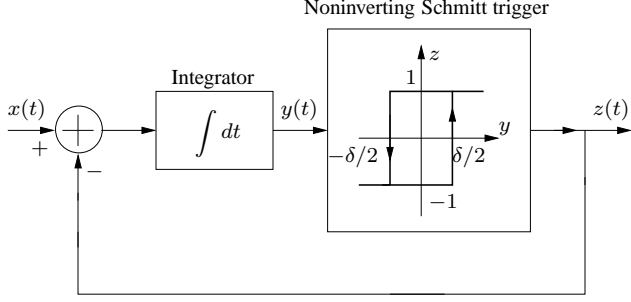 Noninverting Schmitt trigger
Integrator
x(t)
+
−
∫ dt
y(t)
z
1
y
−δ/2
δ/2
−1
z(t)